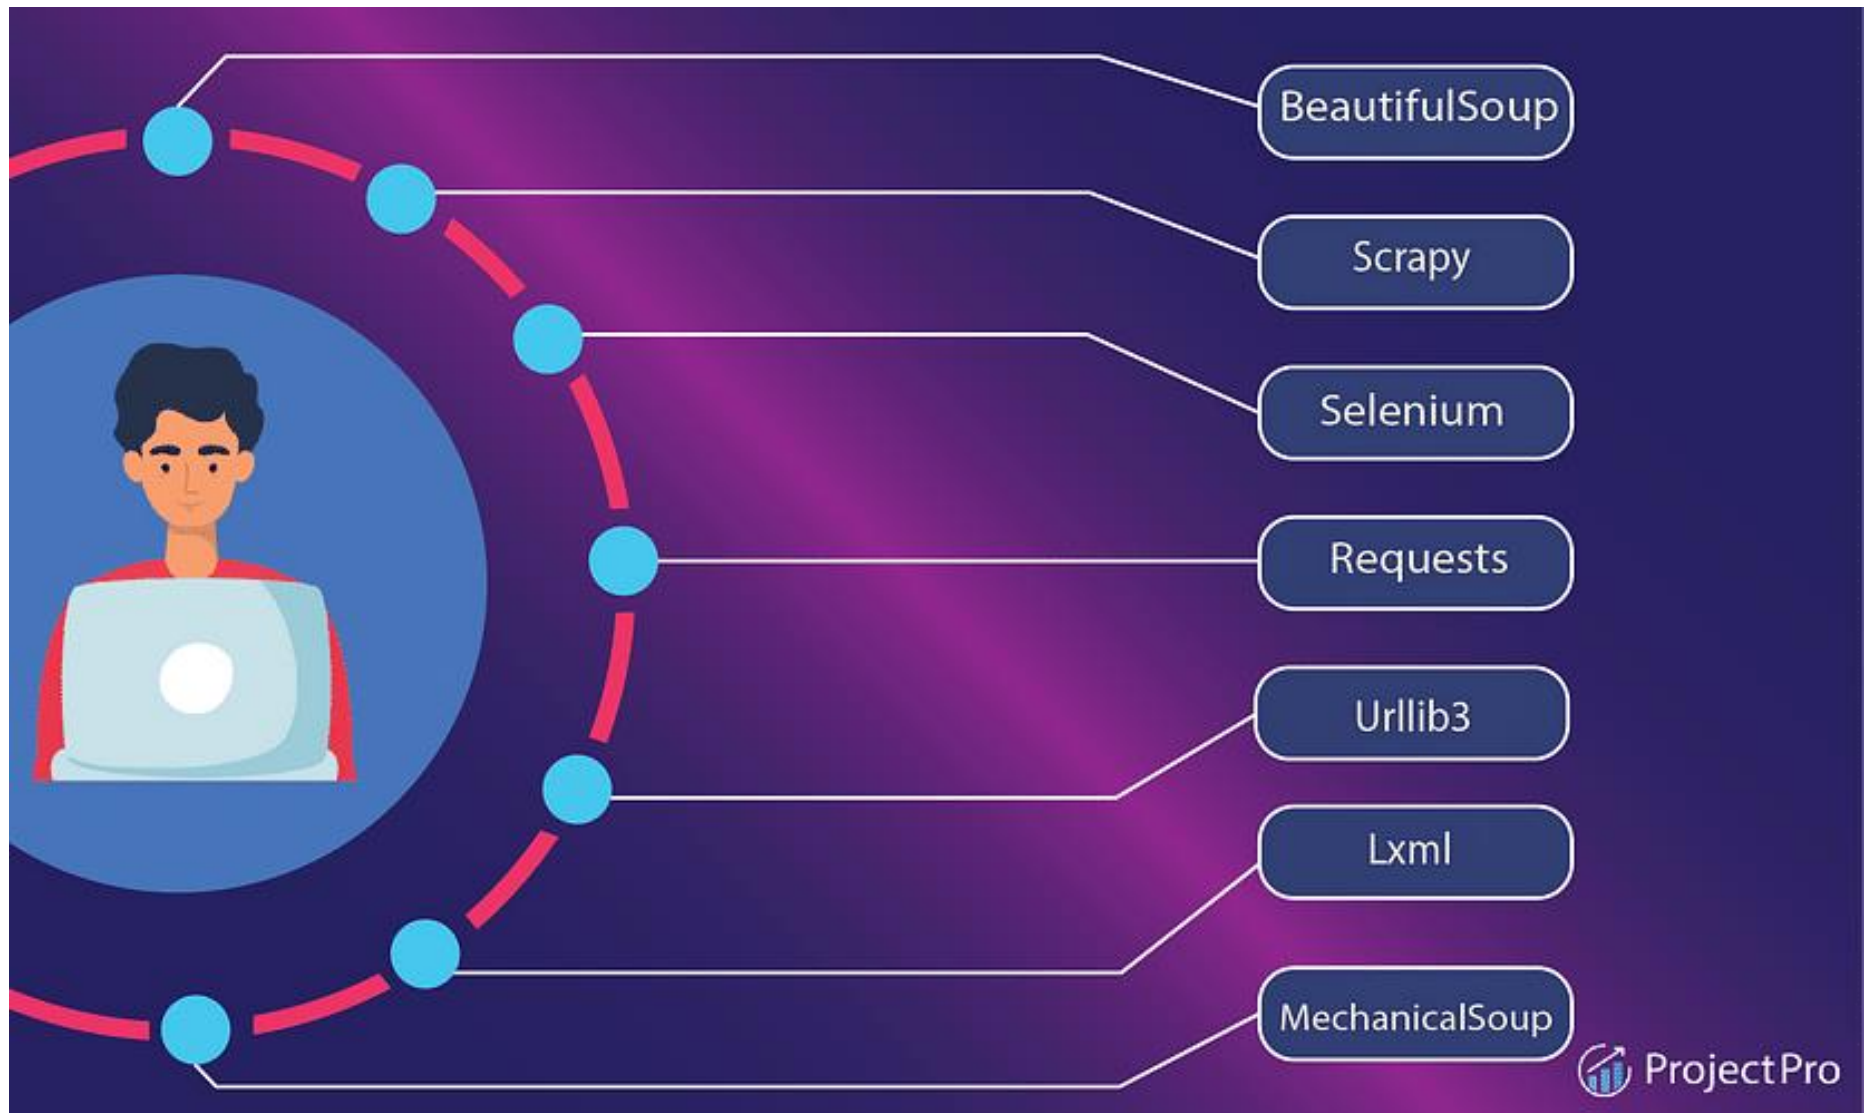 BeautifulSoup
Scrapy
Selenium
Requests
Urllib3
Lxml
MechanicalSoup
ProjectPro